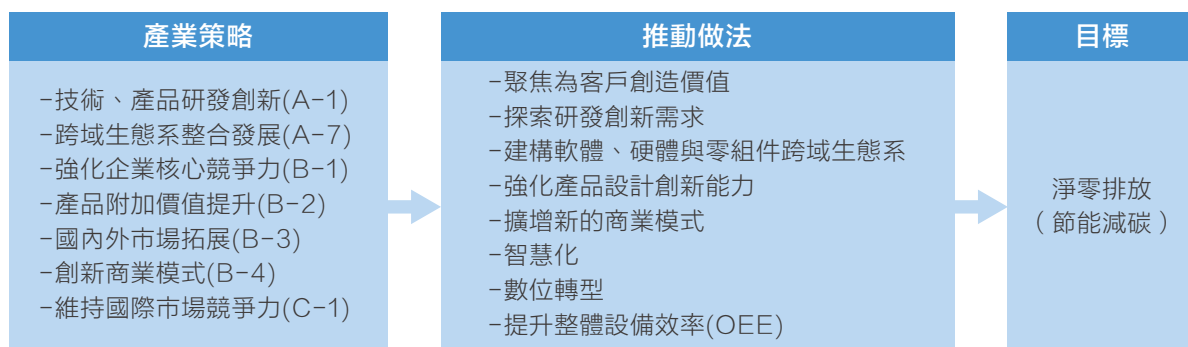 產業策略
-技術、產品研發創新(A-1)
-跨域生態系整合發展(A-7)
-強化企業核心競爭力(B-1)
-產品附加價值提升(B-2)
-國內外市場拓展(B-3)
-創新商業模式(B-4)
-維持國際市場競爭力(C-1)
推動做法
-聚焦為客戶創造價值
-探索研發創新需求
-建構軟體、硬體與零組件跨域生態系
-強化產品設計創新能力
-擴增新的商業模式
-智慧化
-數位轉型
-提升整體設備效率(OEE)
目標
淨零排放
（節能減碳）